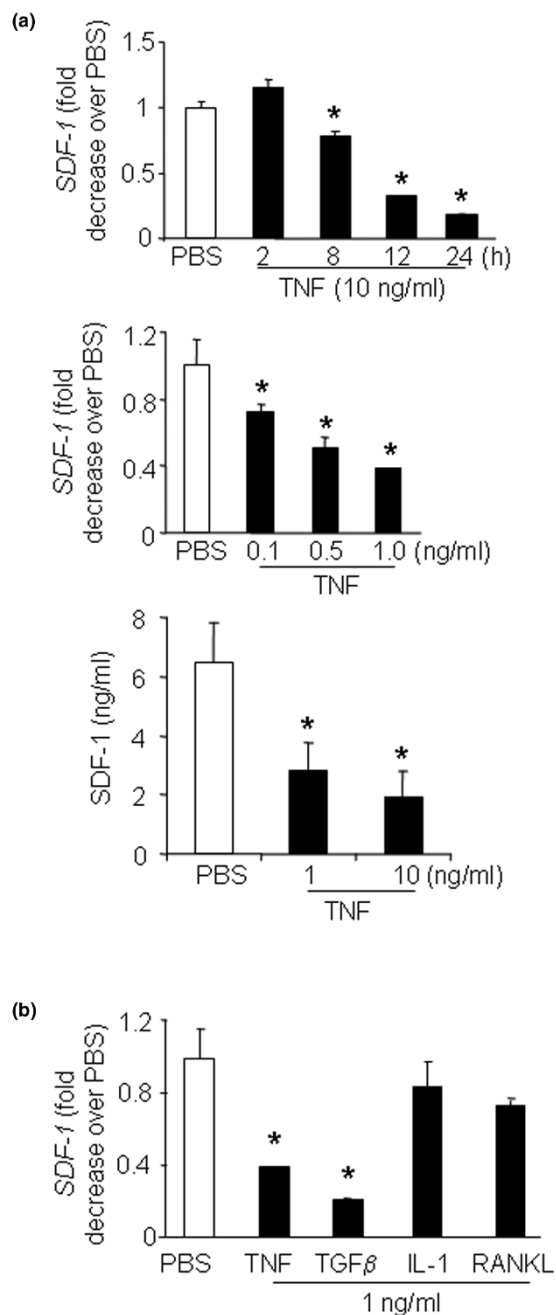 (a)
SDF-1 (fold
decrease over PBS)
1.5
1
0.5
0
*
*
*
PBS 2 8 12 24 (h)
TNF (10 ng/ml)
SDF-1 (fold
decrease over PBS)
1.2
0.8
0.4
0
*
*
*
PBS 0.1 0.5 1.0 (ng/ml)
TNF
SDF-1 (ng/ml)
8
6
4
2
0
*
*
PBS 1 10 (ng/ml)
TNF
(b)
SDF-1 (fold
decrease over PBS)
1.2
0.8
0.4
0
*
*
PBS TNF TGFβ IL-1 RANKL
1 ng/ml